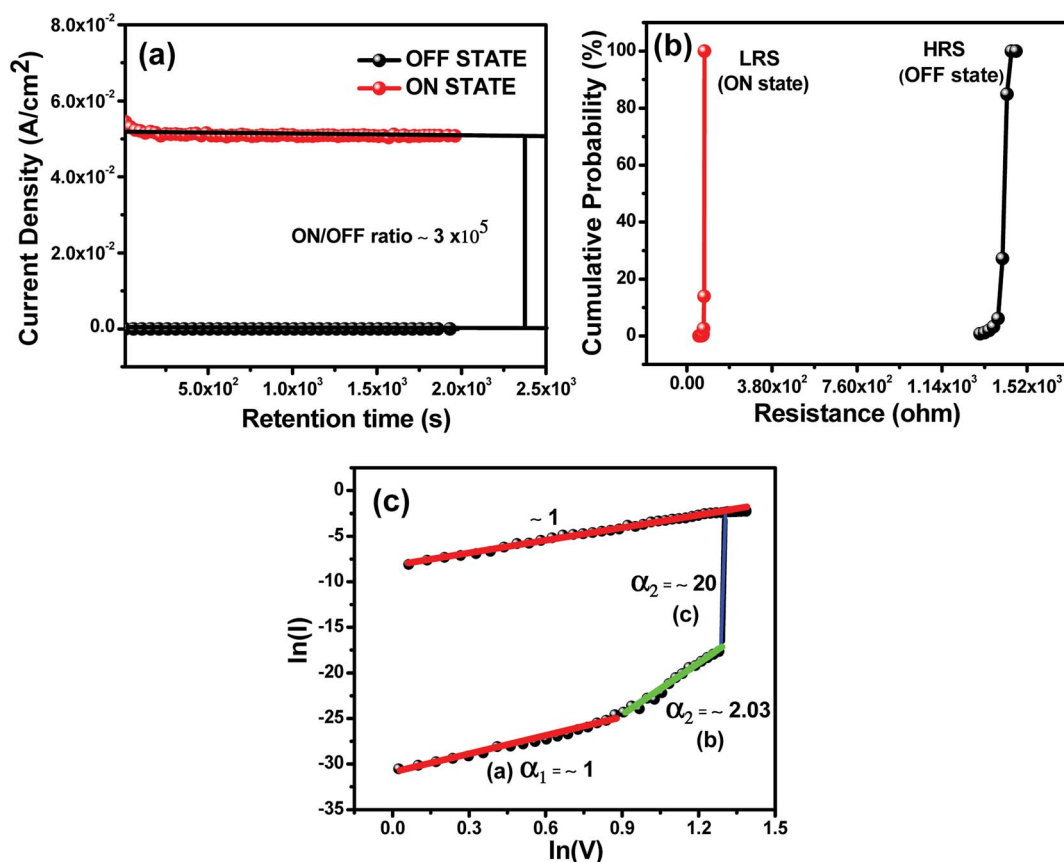 (a)
OFF STATE
ON STATE
ON/OFF ratio ~ 3 x10⁵
Current Density (A/cm²)
8.0x10⁻²
6.0x10⁻²
4.0x10⁻²
2.0x10⁻²
0.0
5.0x10² 1.0x10³ 1.5x10³ 2.0x10³ 2.5x10³
Retention time (s)
(b)
LRS
(ON state)
HRS
(OFF state)
Cumulative Probability (%)
100
80
60
40
20
0
0.00 3.80x10² 7.60x10² 1.14x10³ 1.52x10³
Resistance (ohm)
(c)
~ 1
α₂ = ~ 20
(c)
α₂ = ~ 2.03
(b)
(a) α₁ = ~ 1
ln(I)
0
-5
-10
-15
-20
-25
-30
-35
0.0 0.3 0.6 0.9 1.2 1.5
ln(V)